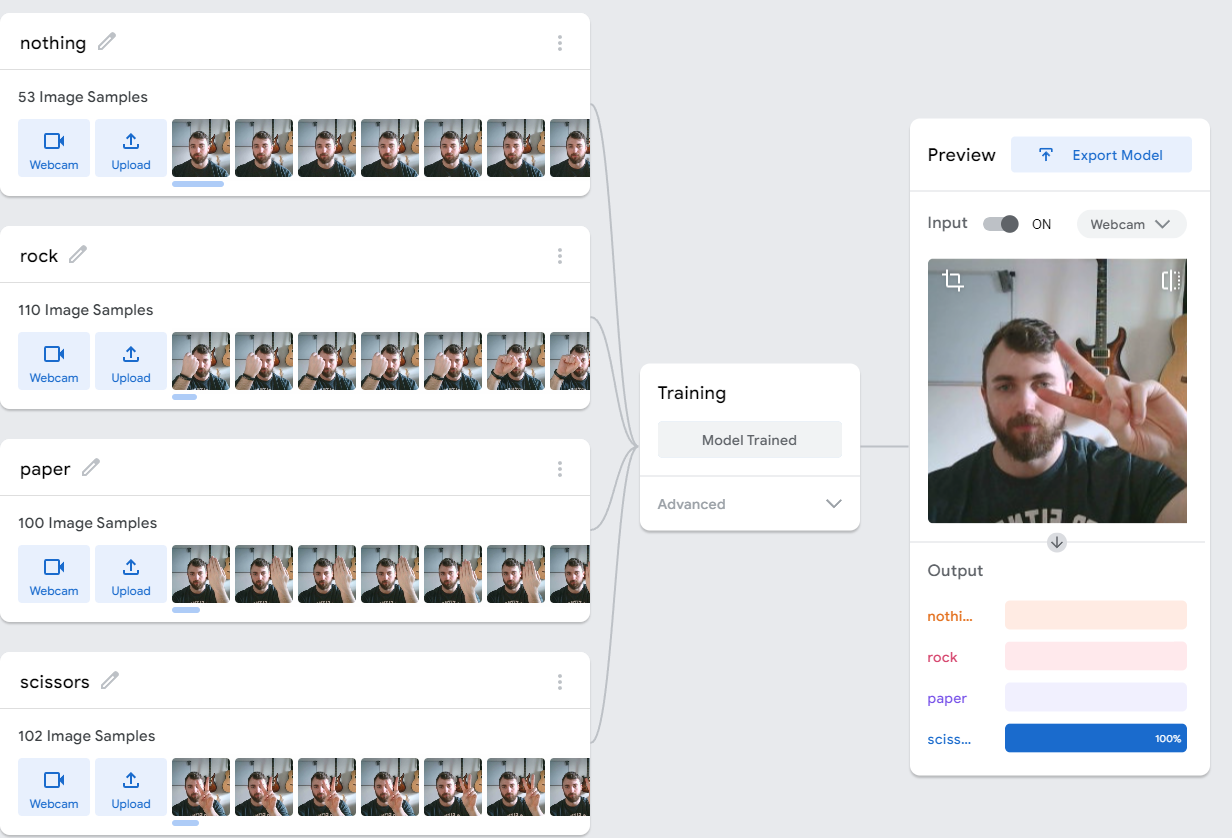 nothing
53 Image Samples
Webcam
Upload
rock
110 Image Samples
Webcam
Upload
paper
100 Image Samples
Webcam
Upload
scissors
102 Image Samples
Webcam
Upload
Training
Model Trained
Advanced
Preview
Export Model
Input
ON
Webcam
Output
nothi...
rock
paper
sciss...
100%